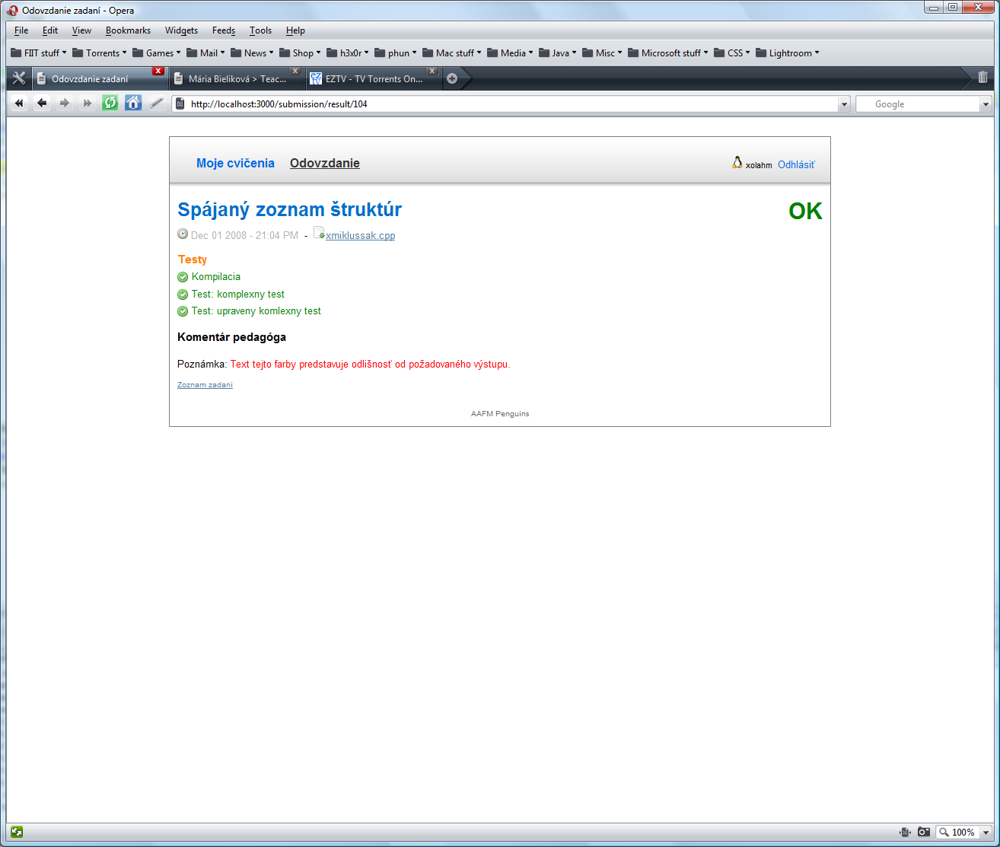 Odovzdanie zadaní - Opera
File Edit View Bookmarks Widgets Feeds Tools Help
FIIT stuff Torrents Games Mail News Shop h3x0r phun Mac stuff Media Java Misc Microsoft stuff CSS Lightroom
Odovzdanie zadaní Mária Bieliková > Teac... EZTV - TV Torrents On...
http://localhost:3000/submission/result/104 Google
Moje cvičenia Odovzdanie xolahm Odhlásiť
Spájaný zoznam štruktúr OK
Dec 01 2008 - 21:04 PM - xmiklussak.cpp
Testy
Kompilacia
Test: komplexny test
Test: upraveny komlexny test
Komentár pedagóga
Poznámka: Text tejto farby predstavuje odlišnosť od požadovaného výstupu.
Zoznam zadani
AAFM Penguins
100%